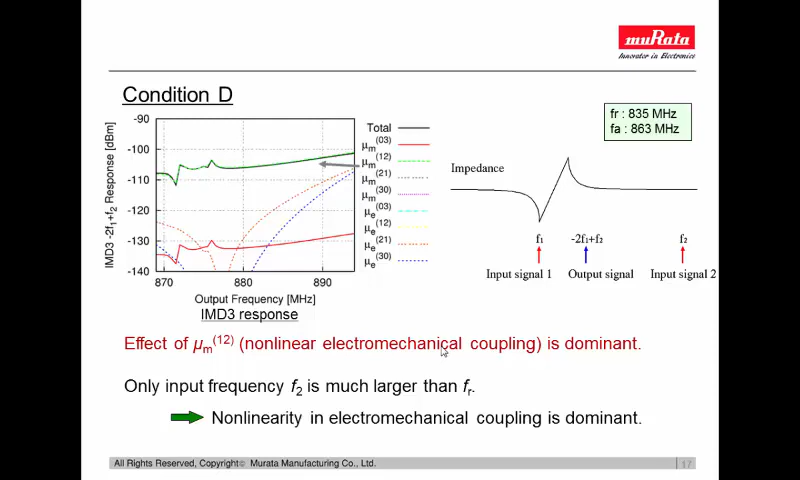 muRata
Innovator in Electronics
Condition D
fr : 835 MHz
fa : 863 MHz
IMD3 -2f1+f2 Response [dBm]
-90
-100
-110
-120
-130
-140
870
880
890
Output Frequency [MHz]
IMD3 response
Total
μm(03)
μm(12)
μm(21)
μm(30)
μe(03)
μe(12)
μe(21)
μe(30)
Impedance
f1
-2f1+f2
f2
Input signal 1
Output signal
Input signal 2
Effect of μm(12) (nonlinear electromechanical coupling) is dominant.
Only input frequency f2 is much larger than fr.
Nonlinearity in electromechanical coupling is dominant.
All Rights Reserved, Copyright© Murata Manufacturing Co., Ltd.
17